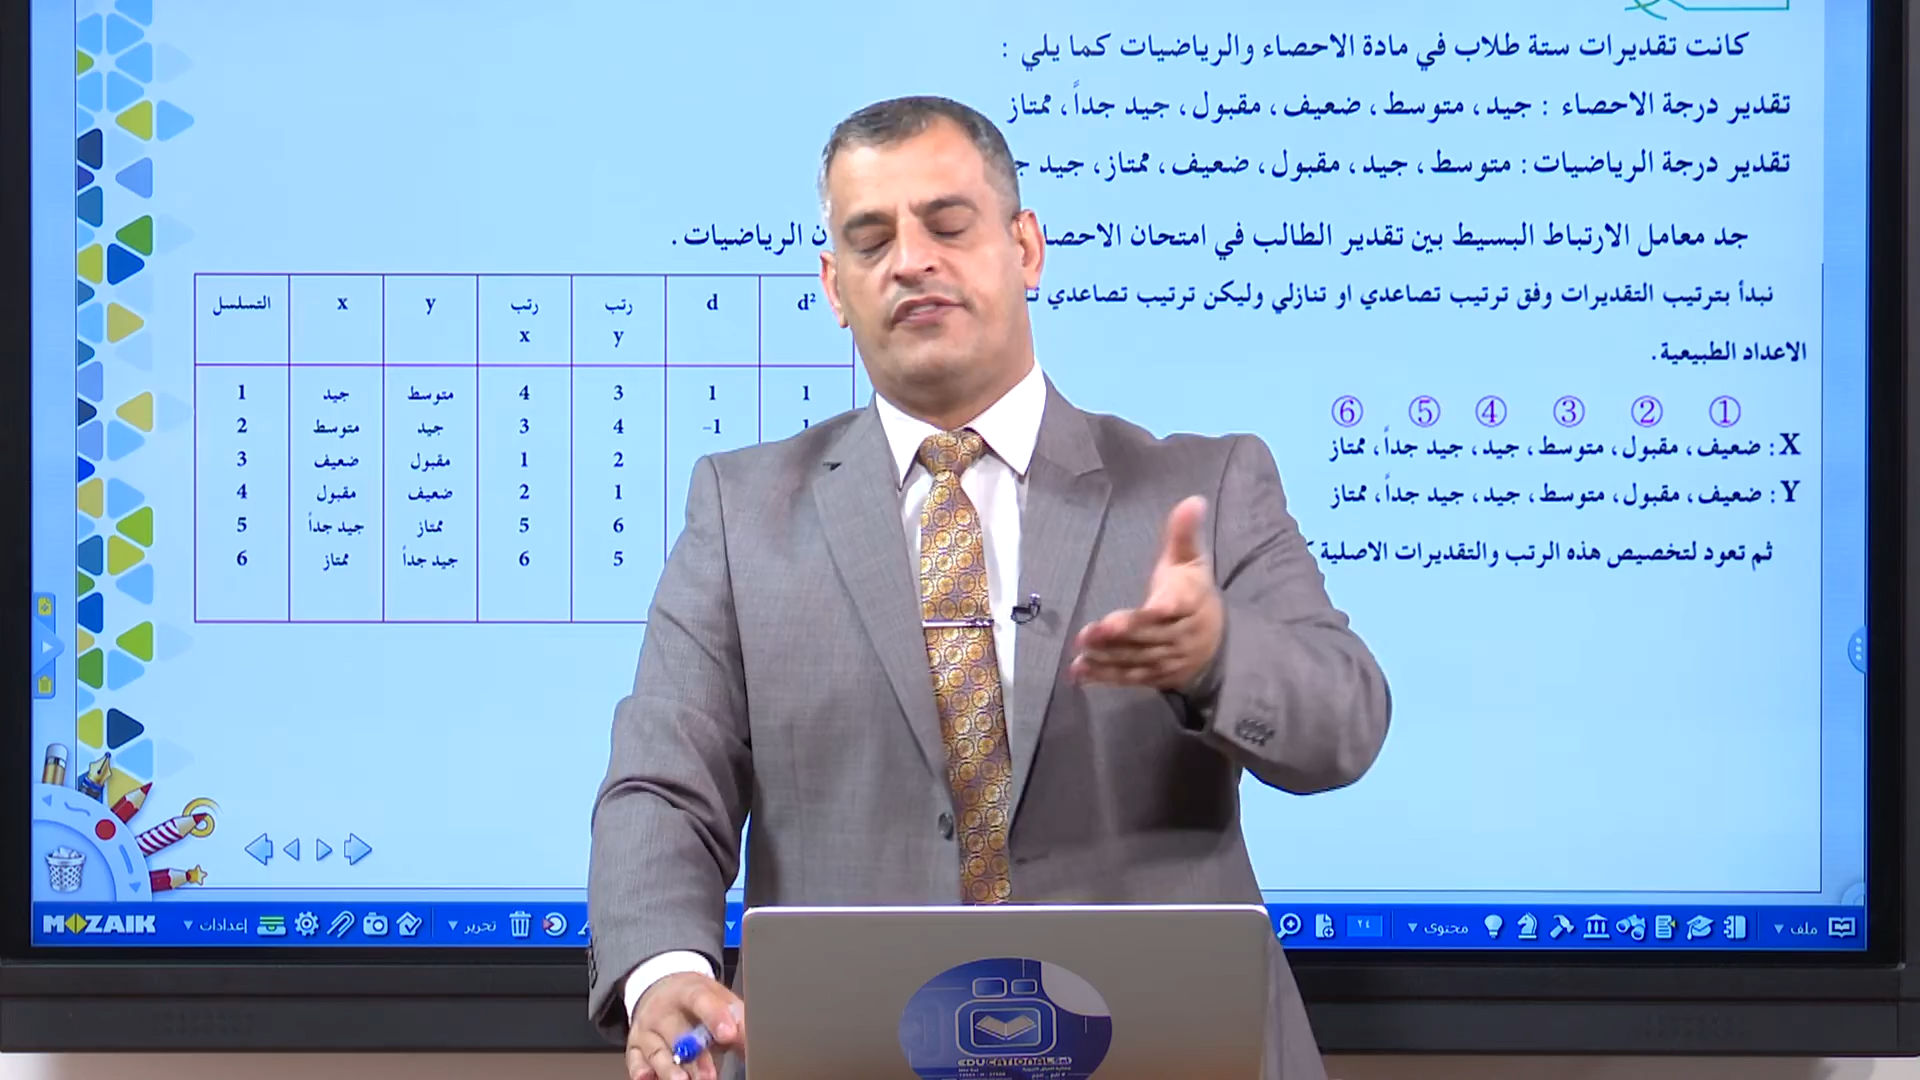 كانت تقديرات ستة طلاب في مادة الاحصاء والرياضيات كما يلي :
تقدير درجة الاحصاء : جيد، متوسط، ضعيف، مقبول، جيد جداً، ممتاز
تقدير درجة الرياضيات : متوسط، جيد، مقبول، ضعيف، ممتاز، جيد
جد معامل الارتباط البسيط بين تقدير الطالب في امتحان الرياضيات .
نبدأ بترتيب التقديرات وفق ترتيب تصاعدي او تنازلي وليكن ترتيب تصاعدي
الاعداد الطبيعية.
① ② ③ ④ ⑤ ⑥
X : ضعيف، مقبول، متوسط، جيد، جيد جداً، ممتاز
Y : ضعيف، مقبول، متوسط، جيد، جيد جداً، ممتاز
ثم تعود لتخصيص هذه الرتب والتقديرات الاصلية
التسلسل x y رتب x رتب y d d²
1 جيد متوسط 4 3 1 1
2 متوسط جيد 3 4 -1 1
3 ضعيف مقبول 1 2
4 مقبول ضعيف 2 1
5 جيد جداً ممتاز 5 6
6 ممتاز جيد جداً 6 5
MOZAIK إعدادات تحرير ٢٤ محتوى ملف
EDUCATIONAL